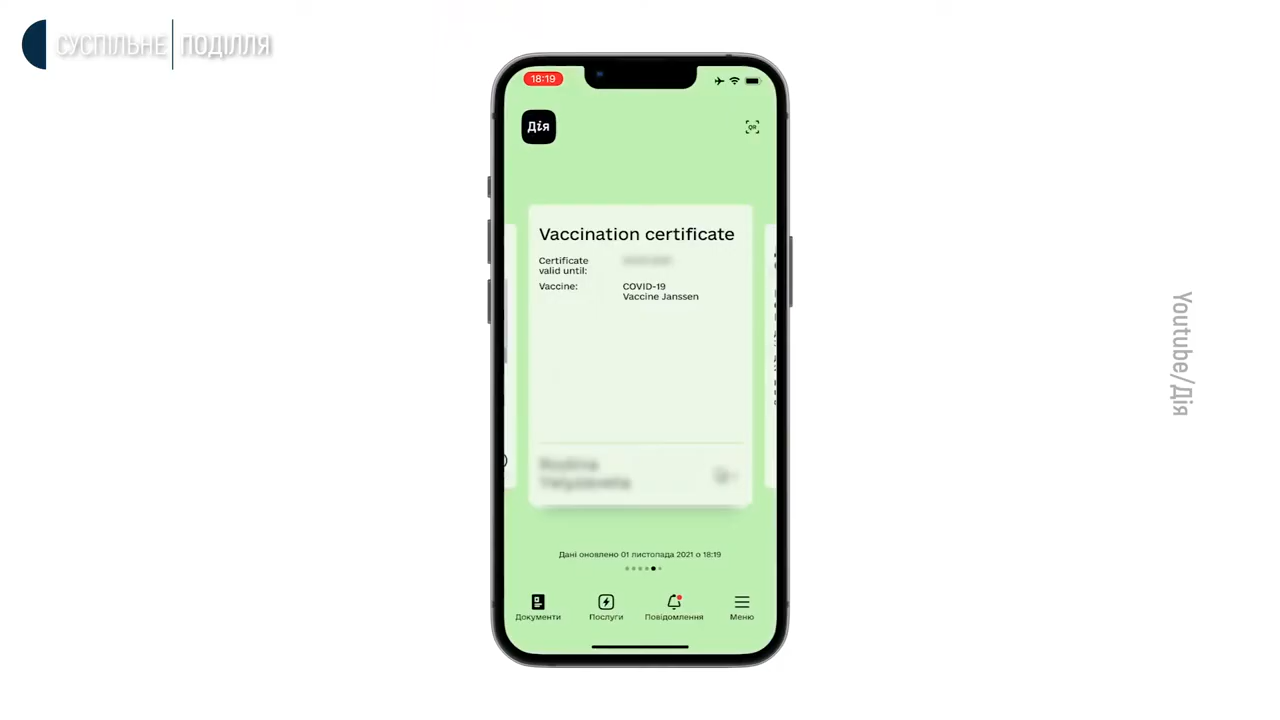 СУСПІЛЬНЕ ПОДІЛЛЯ
18:19
Дія
QR
Vaccination certificate
Certificate
valid until:
Vaccine: COVID-19
Vaccine Janssen
Дані оновлено 01 листопада 2021 о 18:19
Документи Послуги Повідомлення Меню
Youtube/Дія